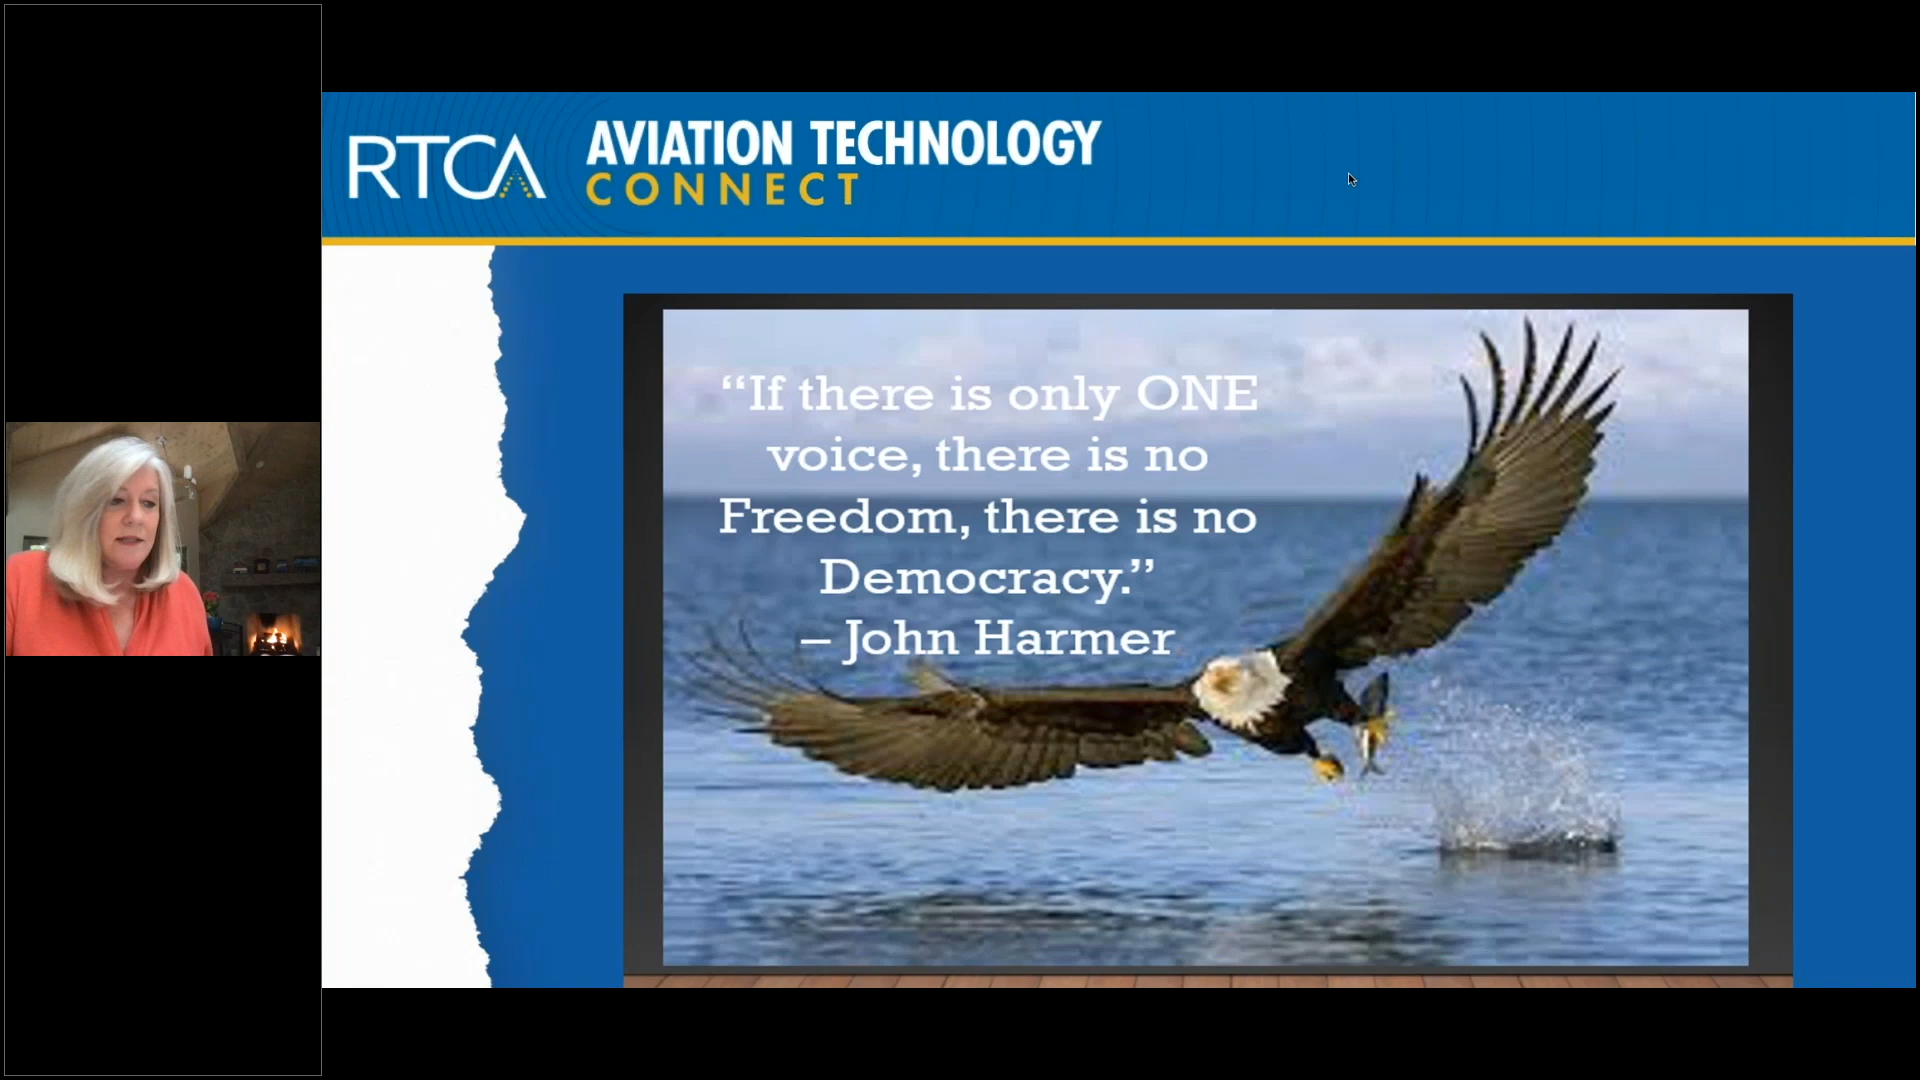 RTCA
AVIATION TECHNOLOGY
CONNECT
“If there is only ONE
voice, there is no
Freedom, there is no
Democracy.”
– John Harmer